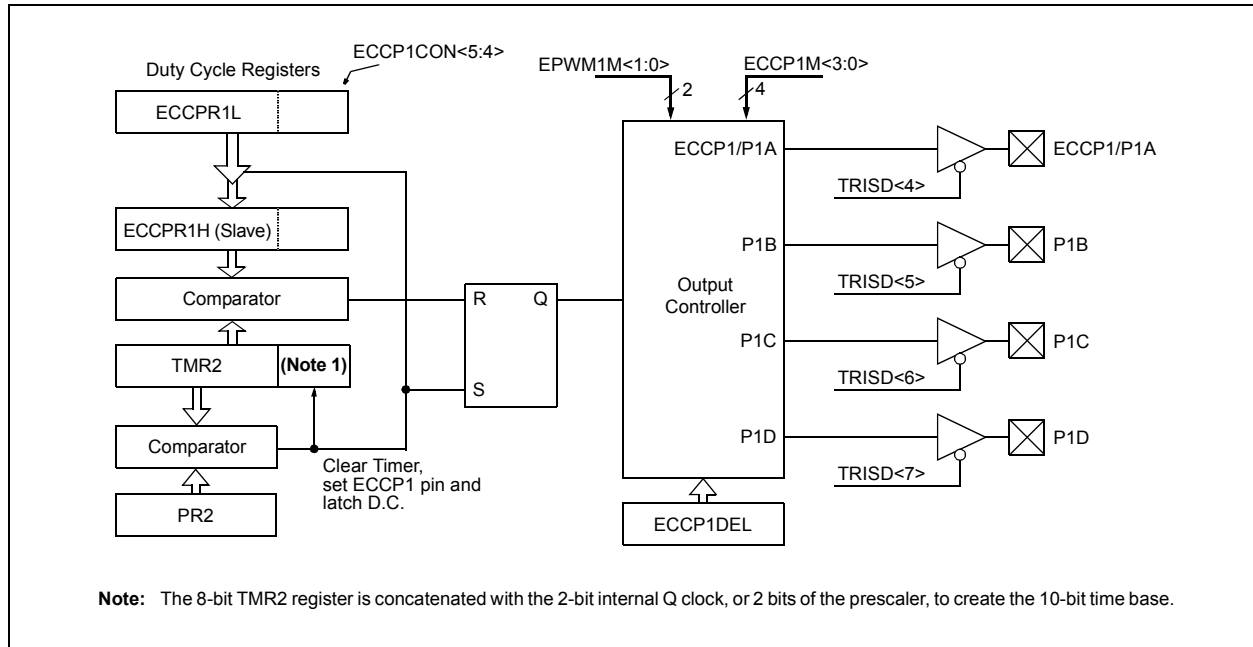 ECCP1CON<5:4>
Duty Cycle Registers
ECCPR1L
ECCPR1H (Slave)
Comparator
TMR2
(Note 1)
Comparator
PR2
Clear Timer,
set ECCP1 pin and
latch D.C.
R
Q
S
EPWM1M<1:0>
2
ECCP1M<3:0>
4
ECCP1/P1A
P1B
Output
Controller
P1C
P1D
ECCP1DEL
TRISD<4>
ECCP1/P1A
TRISD<5>
P1B
TRISD<6>
P1C
TRISD<7>
P1D
Note: The 8-bit TMR2 register is concatenated with the 2-bit internal Q clock, or 2 bits of the prescaler, to create the 10-bit time base.